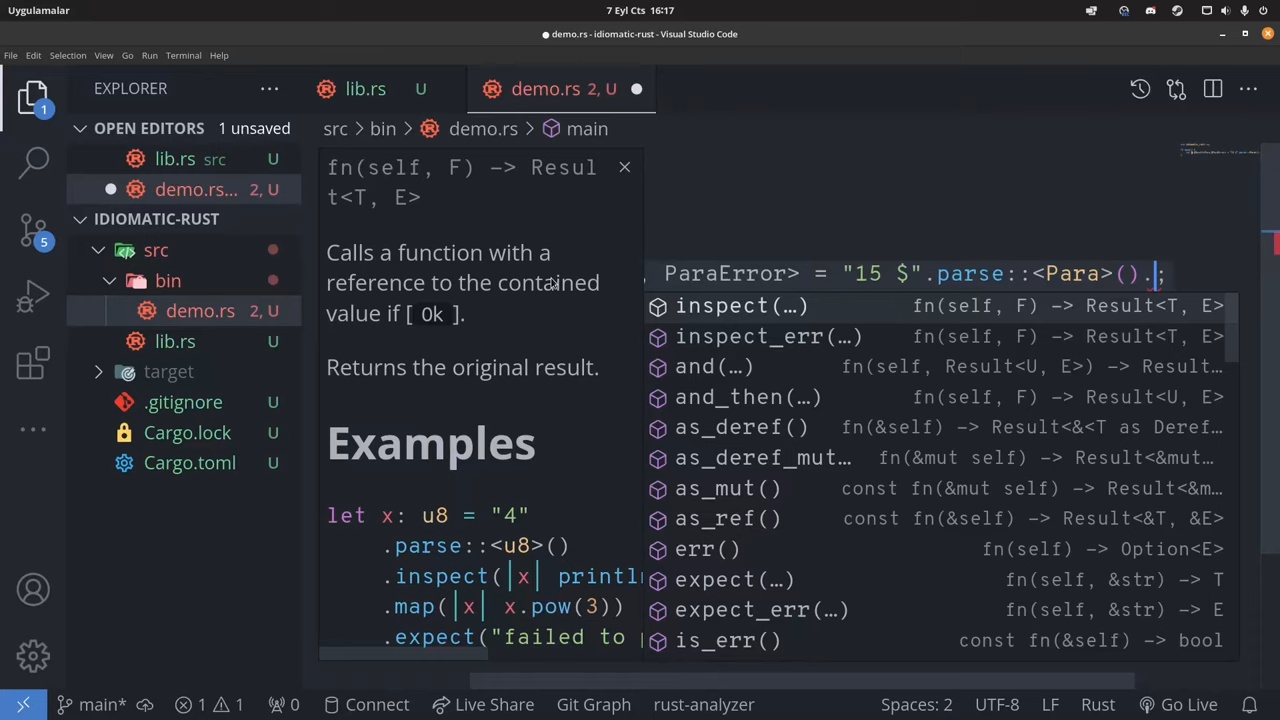 Uygulamalar
7 Eyl Cts 16:17
demo.rs - idiomatic-rust - Visual Studio Code
File Edit Selection View Go Run Terminal Help
EXPLORER
lib.rs U
demo.rs 2, U
OPEN EDITORS 1 unsaved
src > bin > demo.rs > main
lib.rs src U
demo.rs... 2, U
IDIOMATIC-RUST
src
bin
demo.rs 2, U
lib.rs U
target
.gitignore U
Cargo.lock U
Cargo.toml U
1
5
fn(self, F) -> Resul
t<T, E>
Calls a function with a
reference to the contained
value if [ Ok ].
Returns the original result.
Examples
let x: u8 = "4"
.parse::<u8>()
.inspect(|x| println
.map(|x| x.pow(3))
.expect("failed to
ParaError> = "15 $".parse::<Para>().;
inspect(…) fn(self, F) -> Result<T, E>
inspect_err(…) fn(self, F) -> Result<T, E>
and(…) fn(self, Result<U, E>) -> Result…
and_then(…) fn(self, F) -> Result<U, E>
as_deref() fn(&self) -> Result<&<T as Deref…
as_deref_mut… fn(&mut self) -> Result<&mut…
as_mut() const fn(&mut self) -> Result<&m…
as_ref() const fn(&self) -> Result<&T, &E>
err() fn(self) -> Option<E>
expect(…) fn(self, &str) -> T
expect_err(…) fn(self, &str) -> E
is_err() const fn(&self) -> bool
main* 1 1 0 Connect Live Share Git Graph rust-analyzer Spaces: 2 UTF-8 LF Rust Go Live